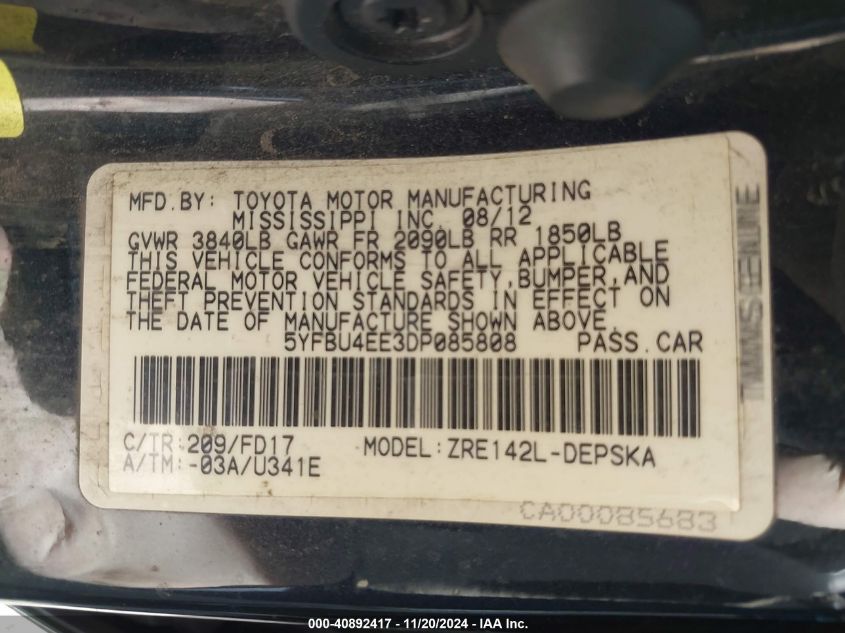 MFD.BY: TOYOTA MOTOR MANUFACTURING
MISSISSIPPI INC. 08/12
GVWR 3840LB GAWR FR 2090LB RR 1850LB
THIS VEHICLE CONFORMS TO ALL APPLICABLE
FEDERAL MOTOR VEHICLE SAFETY,BUMPER,AND
THEFT PREVENTION STANDARDS IN EFFECT ON
THE DATE OF MANUFACTURE SHOWN ABOVE.
5YFBU4EE3DP085808 PASS.CAR
C/TR:209/FD17 MODEL:ZRE142L-DEPSKA
A/TM:-03A/U341E
CA00085683
GENUINE
000-40892417 - 11/20/2024 - IAA Inc.